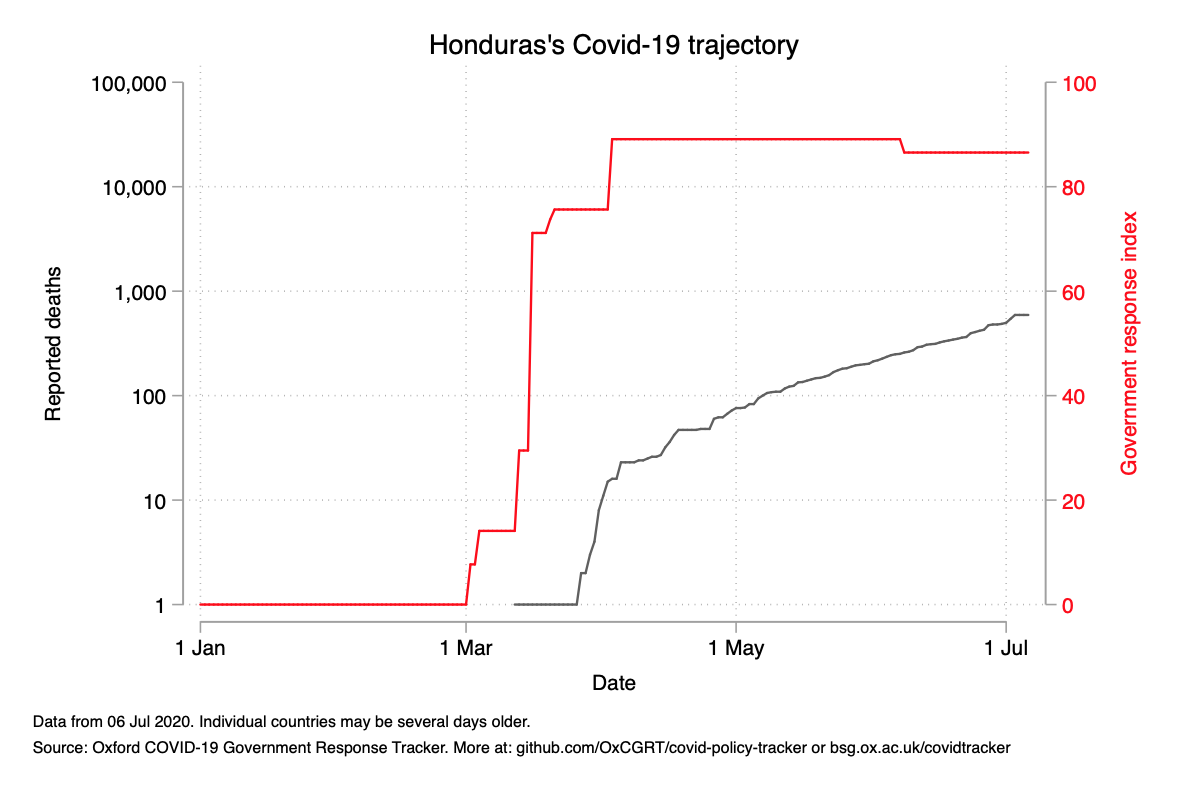 Honduras's Covid-19 trajectory
100,000
10,000
1,000
100
10
1
Reported deaths
100
80
60
40
20
0
Government response index
1 Jan
1 Mar
1 May
1 Jul
Date
Data from 06 Jul 2020. Individual countries may be several days older.
Source: Oxford COVID-19 Government Response Tracker. More at: github.com/OxCGRT/covid-policy-tracker or bsg.ox.ac.uk/covidtracker